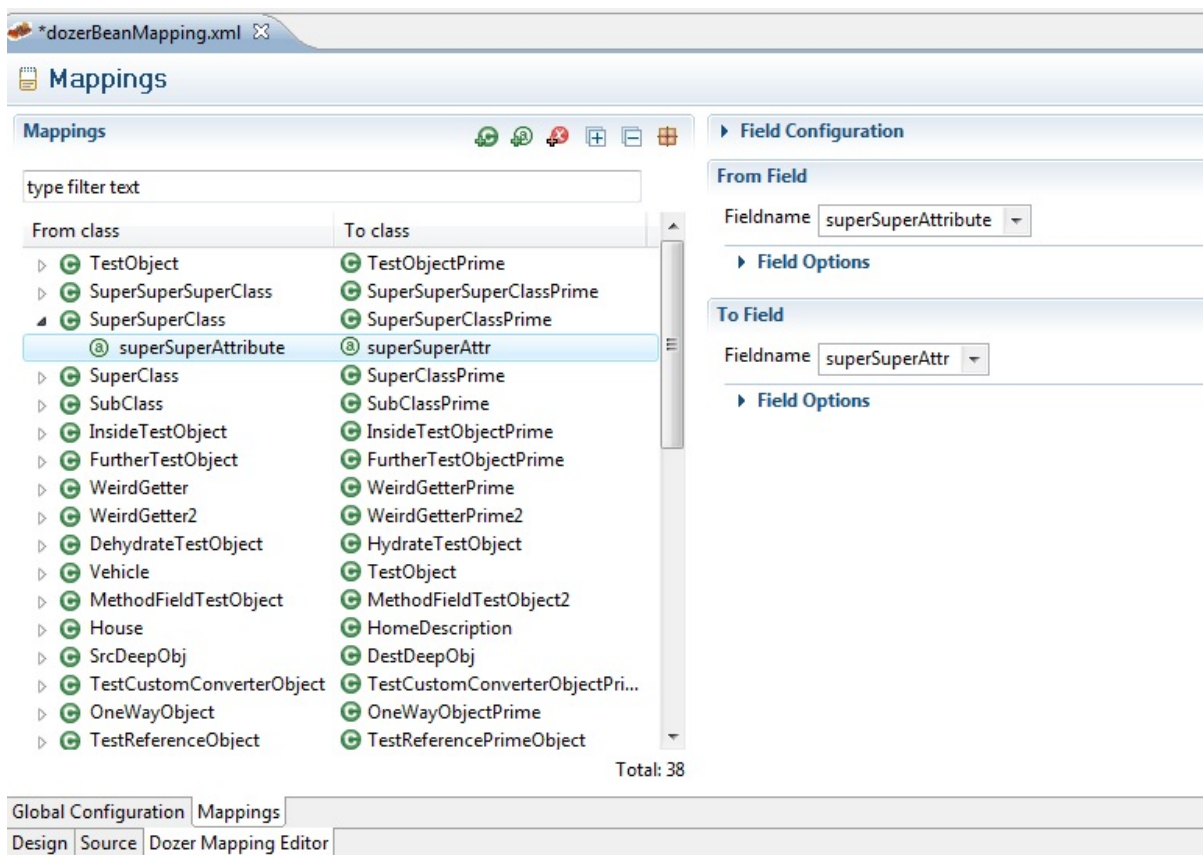 *dozerBeanMapping.xml
Mappings
Mappings
type filter text
From class To class
TestObject TestObjectPrime
SuperSuperSuperClass SuperSuperSuperClassPrime
SuperSuperClass SuperSuperClassPrime
superSuperAttribute superSuperAttr
SuperClass SuperClassPrime
SubClass SubClassPrime
InsideTestObject InsideTestObjectPrime
FurtherTestObject FurtherTestObjectPrime
WeirdGetter WeirdGetterPrime
WeirdGetter2 WeirdGetterPrime2
DehydrateTestObject HydrateTestObject
Vehicle TestObject
MethodFieldTestObject MethodFieldTestObject2
House HomeDescription
SrcDeepObj DestDeepObj
TestCustomConverterObject TestCustomConverterObjectPri...
OneWayObject OneWayObjectPrime
TestReferenceObject TestReferencePrimeObject
Total: 38
Field Configuration
From Field
Fieldname superSuperAttribute
Field Options
To Field
Fieldname superSuperAttr
Field Options
Global Configuration Mappings
Design Source Dozer Mapping Editor